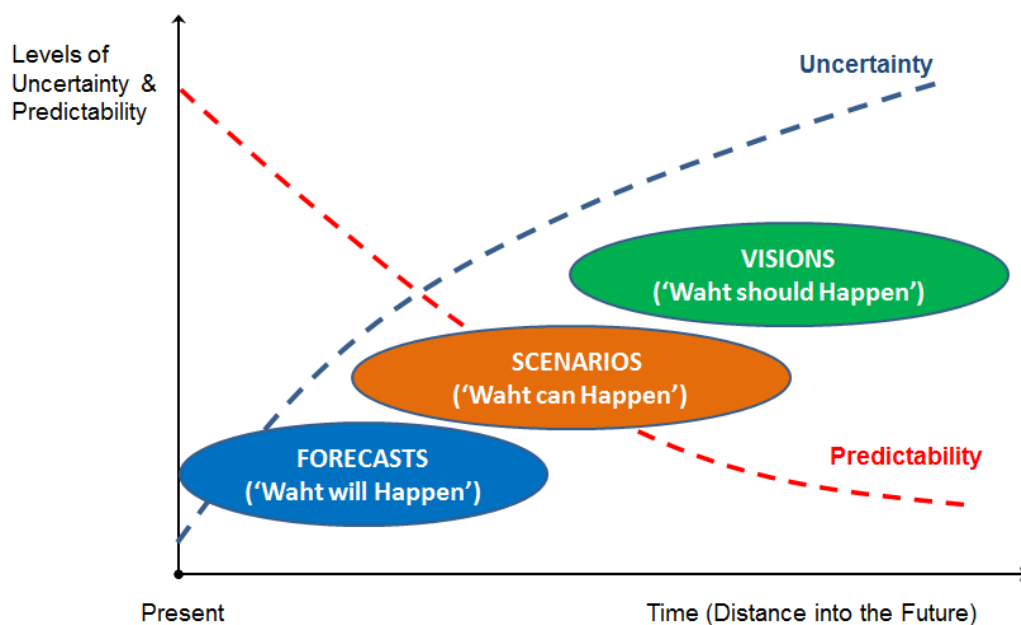 Levels of
Uncertainty &
Predictability
Uncertainty
VISIONS
(‘Waht should Happen’)
SCENARIOS
(‘Waht can Happen’)
FORECASTS
(‘Waht will Happen’)
Predictability
Present
Time (Distance into the Future)